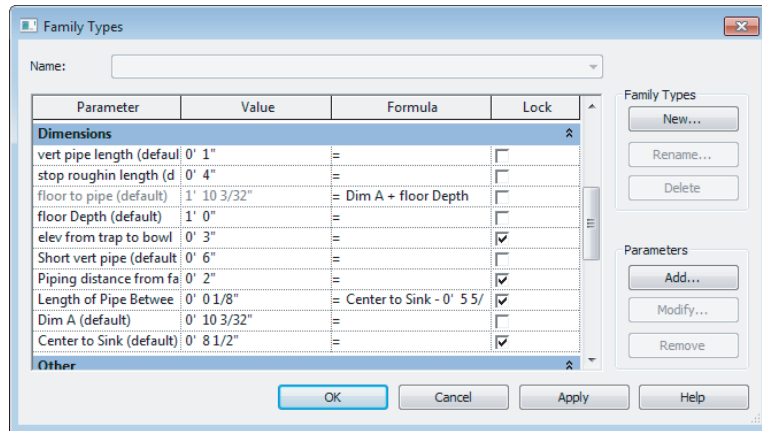 Family Types
Name:
Parameter Value Formula Lock
Dimensions
vert pipe length (defaul 0' 1" =
stop roughin length (d 0' 4" =
floor to pipe (default) 1' 10 3/32" = Dim A + floor Depth
floor Depth (default) 1' 0" =
elev from trap to bowl 0' 3" =
Short vert pipe (default 0' 6" =
Piping distance from fa 0' 2" =
Length of Pipe Betwee 0' 0 1/8" = Center to Sink - 0' 5 5/
Dim A (default) 0' 10 3/32" =
Center to Sink (default) 0' 8 1/2" =
Other
Family Types
New...
Rename...
Delete
Parameters
Add...
Modify...
Remove
OK Cancel Apply Help